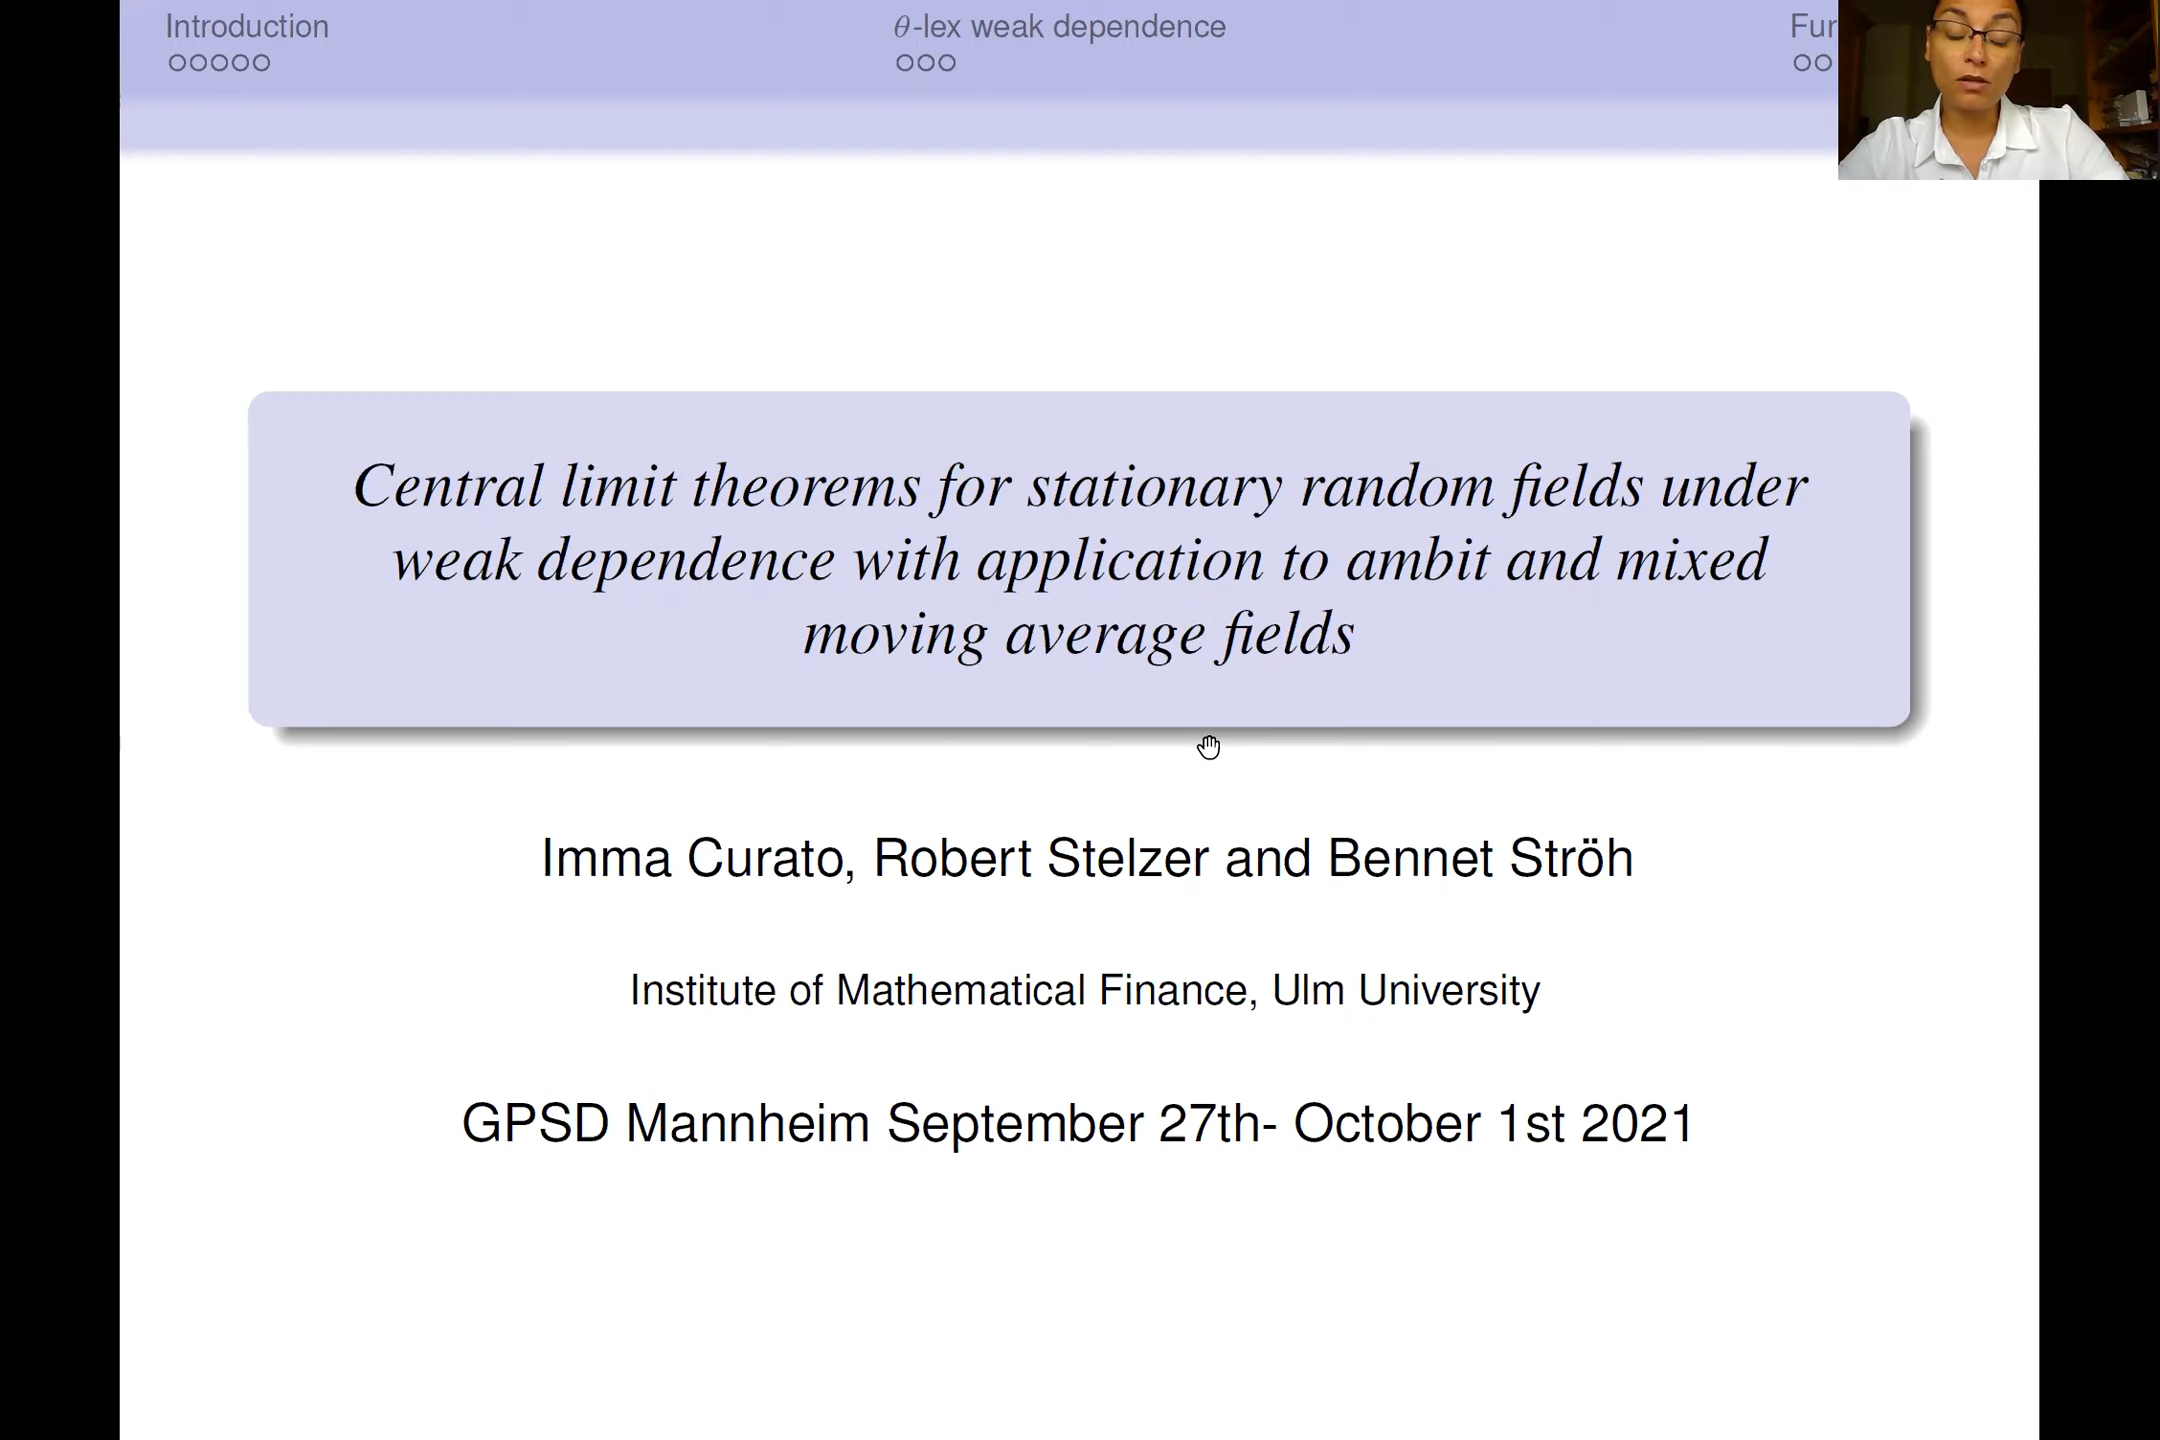 Introduction
θ-lex weak dependence
Central limit theorems for stationary random fields under
weak dependence with application to ambit and mixed
moving average fields
Imma Curato, Robert Stelzer and Bennet Ströh
Institute of Mathematical Finance, Ulm University
GPSD Mannheim September 27th- October 1st 2021